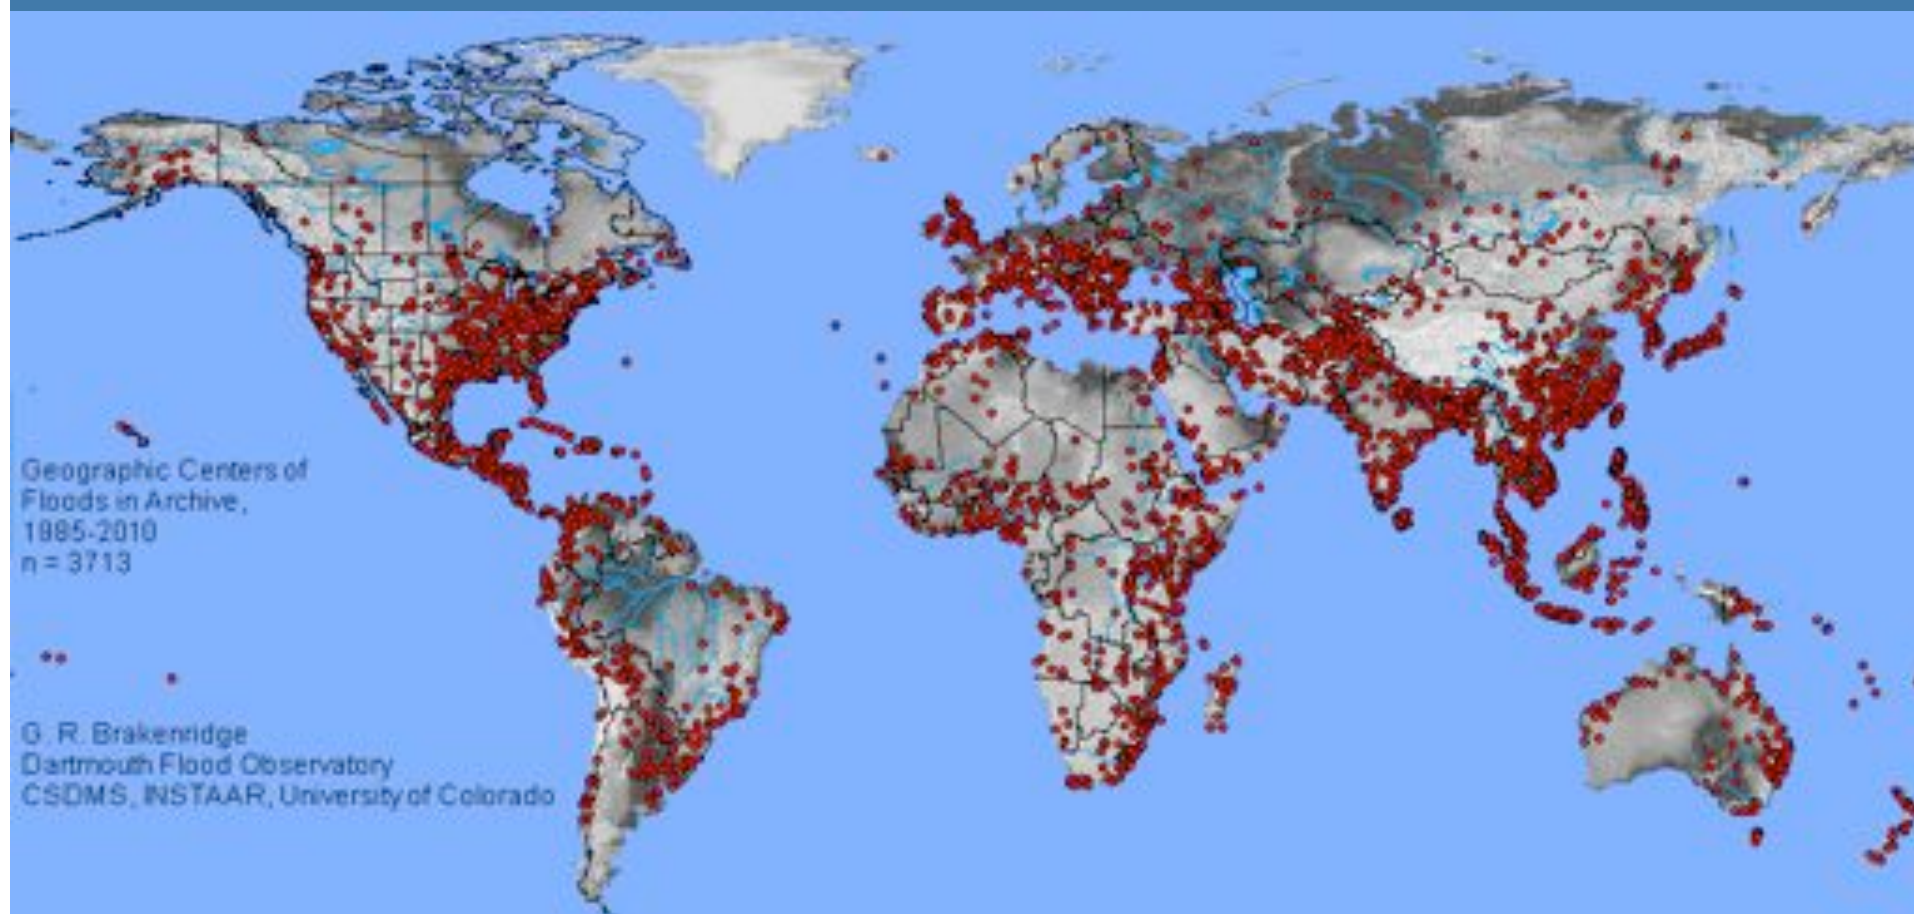 Geographic Centers of
Floods in Archive,
1985-2010
n = 3713
G. R. Brakenridge
Dartmouth Flood Observatory
CSDMS, INSTAAR, University of Colorado